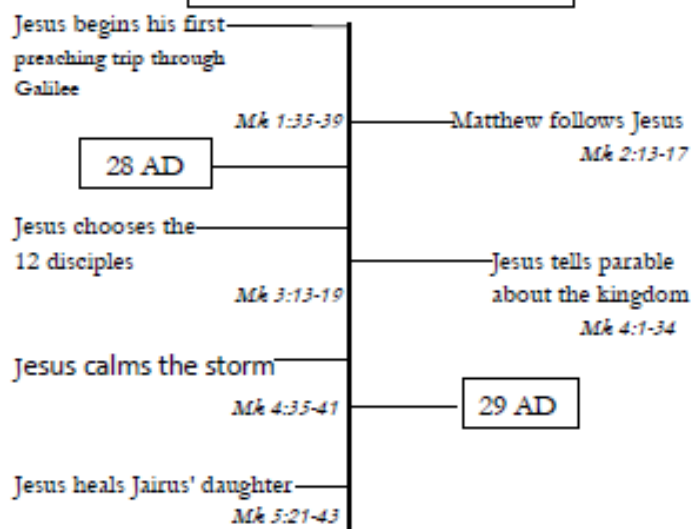 Jesus begins his first
preaching trip through
Galilee
Mk 1:35-39
Matthew follows Jesus
Mk 2:13-17
28 AD
Jesus chooses the
12 disciples
Mk 3:13-19
Jesus tells parable
about the kingdom
Mk 4:1-34
Jesus calms the storm
Mk 4:35-41
29 AD
Jesus heals Jairus' daughter
Mk 5:21-43